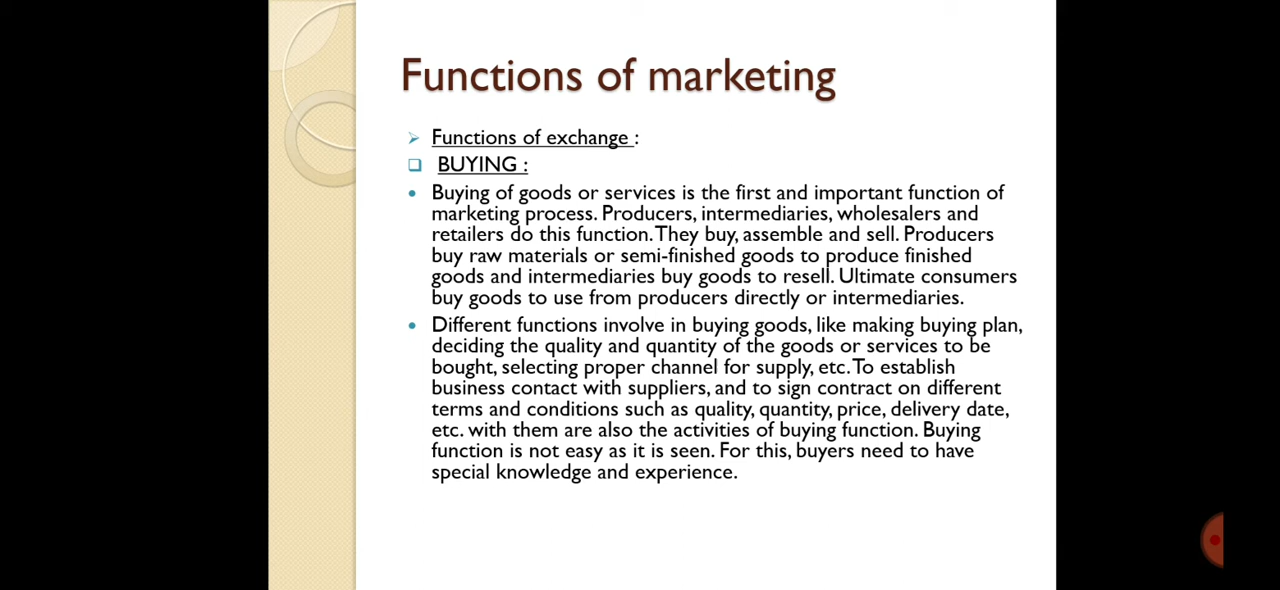 Functions of marketing
Functions of exchange :
BUYING :
Buying of goods or services is the first and important function of
marketing process. Producers, intermediaries, wholesalers and
retailers do this function. They buy, assemble and sell. Producers
buy raw materials or semi-finished goods to produce finished
goods and intermediaries buy goods to resell. Ultimate consumers
buy goods to use from producers directly or intermediaries.
Different functions involve in buying goods, like making buying plan,
deciding the quality and quantity of the goods or services to be
bought, selecting proper channel for supply, etc. To establish
business contact with suppliers, and to sign contract on different
terms and conditions such as quality, quantity, price, delivery date,
etc. with them are also the activities of buying function. Buying
function is not easy as it is seen. For this, buyers need to have
special knowledge and experience.